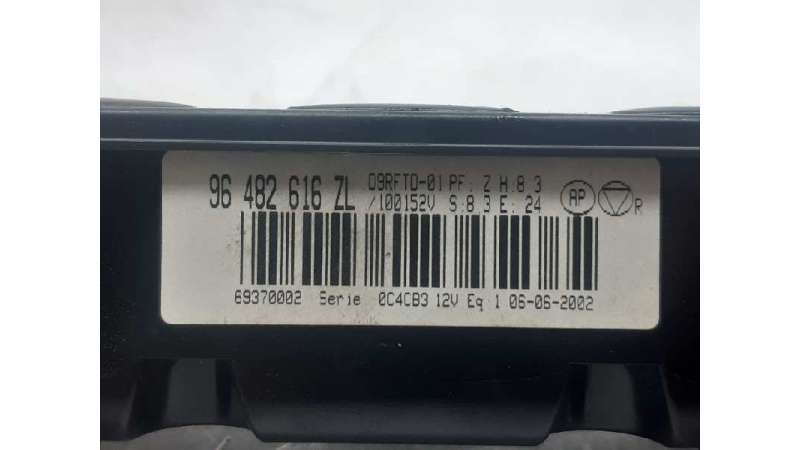 96 482 616 ZL 09RFTD-01 PF: Z H:8 3
/100152V S:8 3 E: 24 AP R
69370002 Serie 0C4CB3 12V Eq 1 06-06-2002